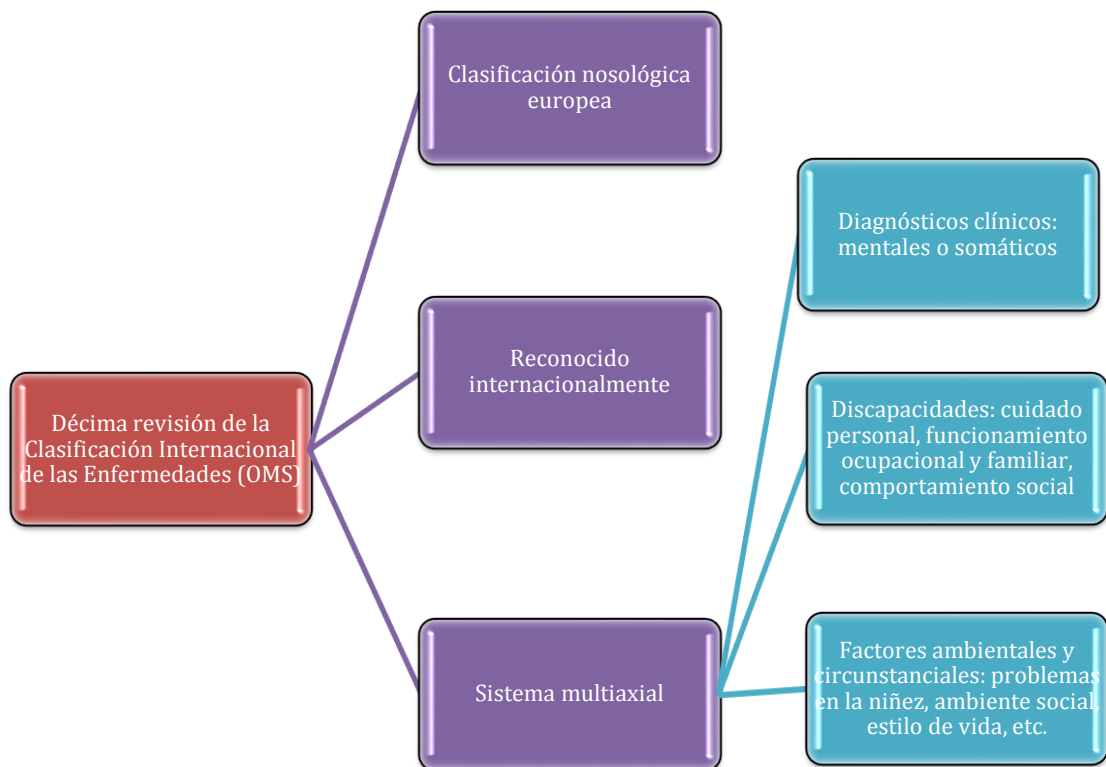 Décima revisión de la
Clasificación Internacional
de las Enfermedades (OMS)
Clasificación nosológica
europea
Reconocido
internacionalmente
Sistema multiaxial
Diagnósticos clínicos:
mentales o somáticos
Discapacidades: cuidado
personal, funcionamiento
ocupacional y familiar,
comportamiento social
Factores ambientales y
circunstanciales: problemas
en la niñez, ambiente social,
estilo de vida, etc.